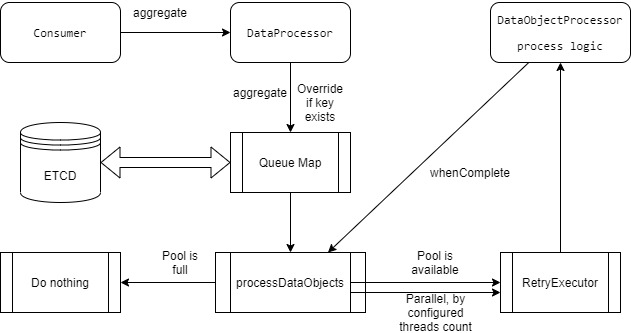 Consumer
aggregate
DataProcessor
DataObjectProcessor
process logic
aggregate
Override
if key
exists
ETCD
Queue Map
whenComplete
Do nothing
Pool is
full
processDataObjects
Pool is
available
Parallel, by
configured
threads count
RetryExecutor